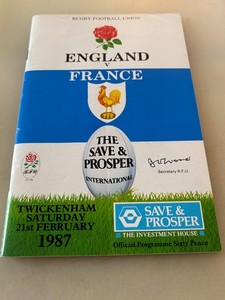 RUGBY FOOTBALL UNION
ENGLAND
V
FRANCE
THE
SAVE &
PROSPER
INTERNATIONAL
Secretary R.F.U.
TWICKENHAM
SATURDAY
21ST FEBRUARY
1987
SAVE &
PROSPER
THE INVESTMENT HOUSE
Official Programme Sixty Pence